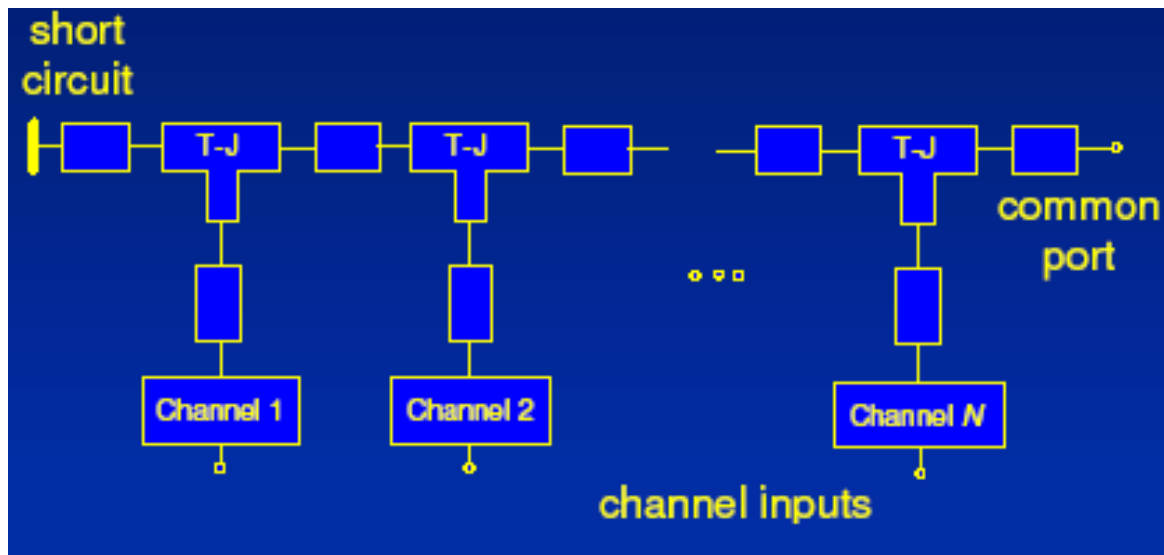 short
circuit
T-J
T-J
T-J
common
port
Channel 1
Channel 2
Channel N
channel inputs